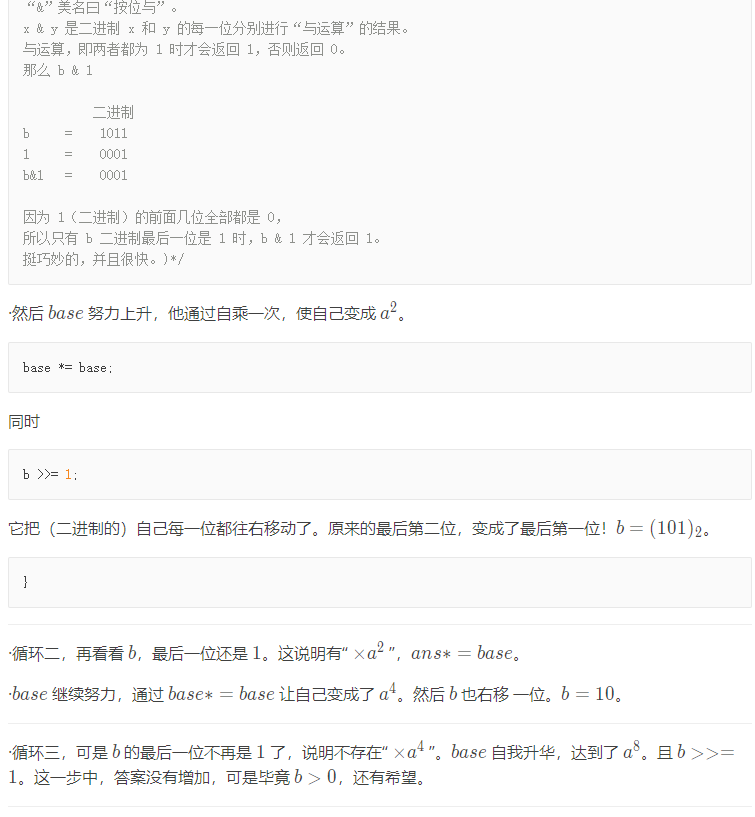 “&”美名曰“按位与”。
x & y 是二进制 x 和 y 的每一位分别进行“与运算”的结果。
与运算，即两者都为 1 时才会返回 1，否则返回 0。
那么 b & 1
二进制
b = 1011
1 = 0001
b&1 = 0001
因为 1（二进制）的前面几位全部都是 0，
所以只有 b 二进制最后一位是 1 时，b & 1 才会返回 1。
挺巧妙的，并且很快。)*/
·然后 base 努力上升，他通过自乘一次，使自己变成 a²。
base *= base;
同时
b >>= 1;
它把（二进制的）自己每一位都往右移动了。原来的最后第二位，变成了最后第一位！b = (101)₂。
}
·循环二，再看看 b，最后一位还是 1。这说明有“ ×a² ”，ans∗ = base。
·base 继续努力，通过 base∗ = base 让自己变成了 a⁴。然后 b 也右移 一位。b = 10。
·循环三，可是 b 的最后一位不再是 1 了，说明不存在“ ×a⁴ ”。base 自我升华，达到了 a⁸。且 b >>=
1。这一步中，答案没有增加，可是毕竟 b > 0，还有希望。